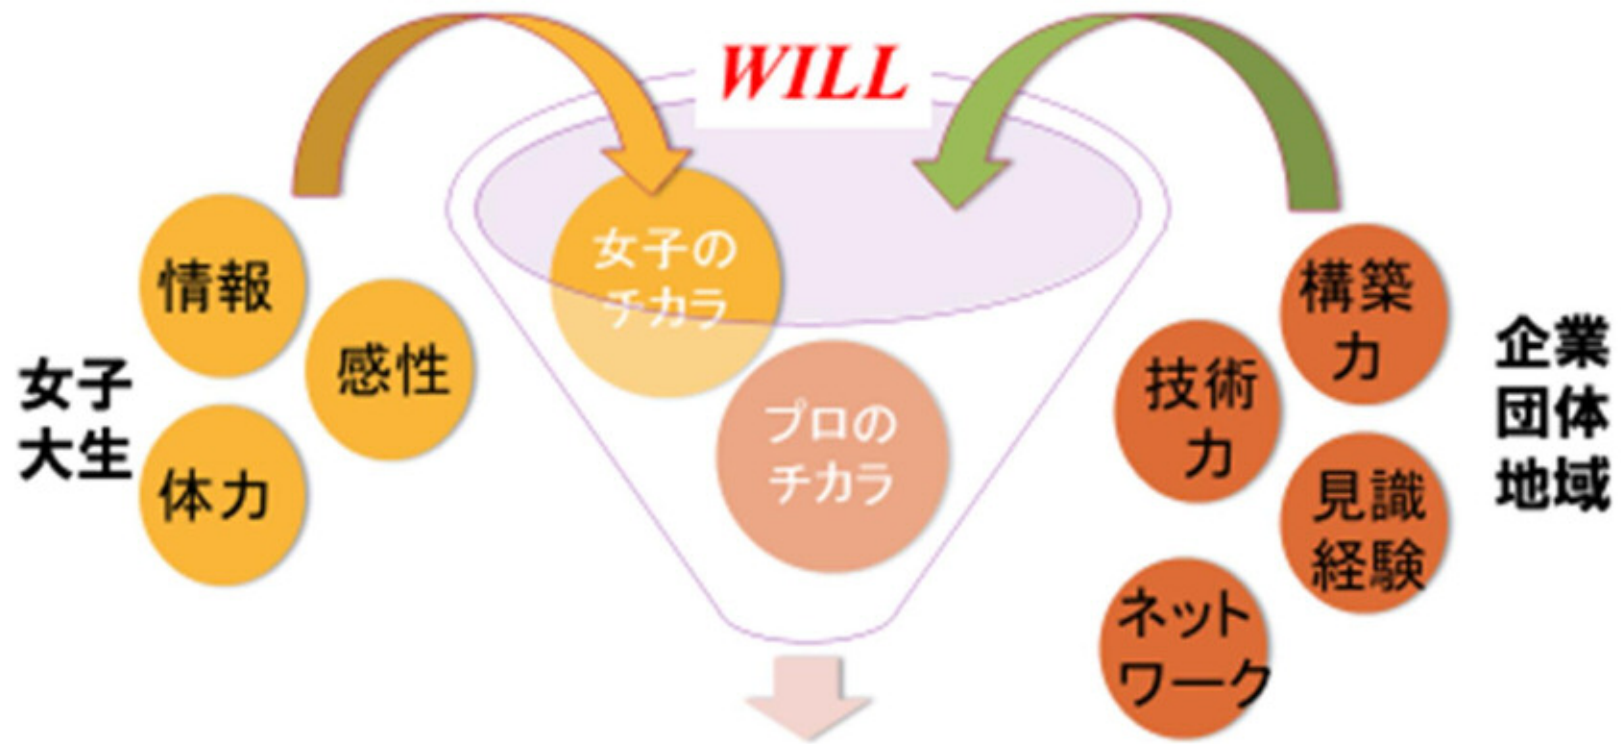 WILL
女子
大生
情報
感性
体力
女子の
チカラ
プロの
チカラ
構築
力
技術
力
見識
経験
ネット
ワーク
企業
団体
地域